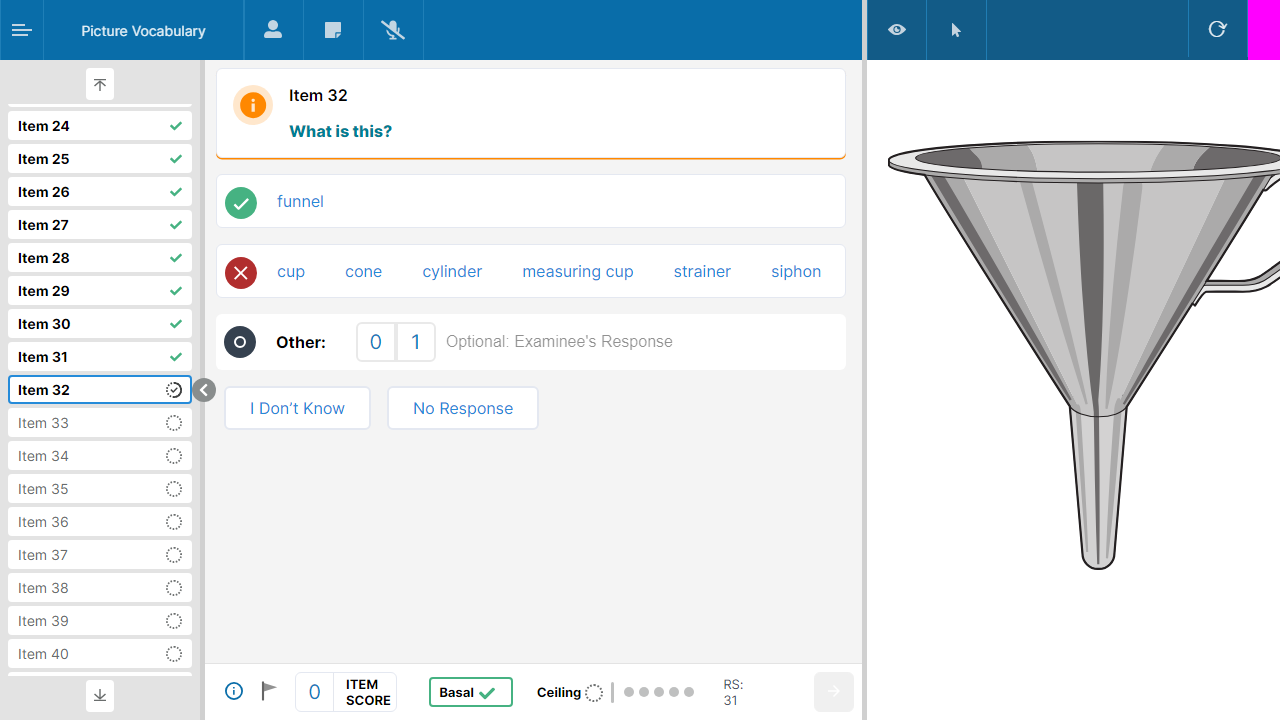 Picture Vocabulary
Item 24
Item 25
Item 26
Item 27
Item 28
Item 29
Item 30
Item 31
Item 32
Item 33
Item 34
Item 35
Item 36
Item 37
Item 38
Item 39
Item 40
Item 32
What is this?
funnel
cup cone cylinder measuring cup strainer siphon
Other: 0 1 Optional: Examinee's Response
I Don’t Know No Response
0 ITEM SCORE
Basal
Ceiling
RS:
31